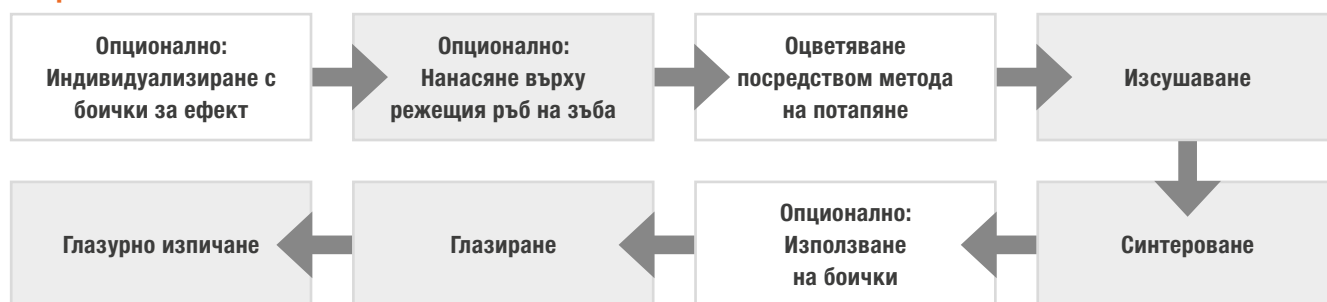 Опционално:
Индивидуализиране с
боички за ефект
Опционално:
Нанасяне върху
режещия ръб на зъба
Оцветяване
посредством метода
на потапяне
Изсушаване
Синтероване
Опционално:
Използване
на боички
Глазиране
Глазурно изпичане